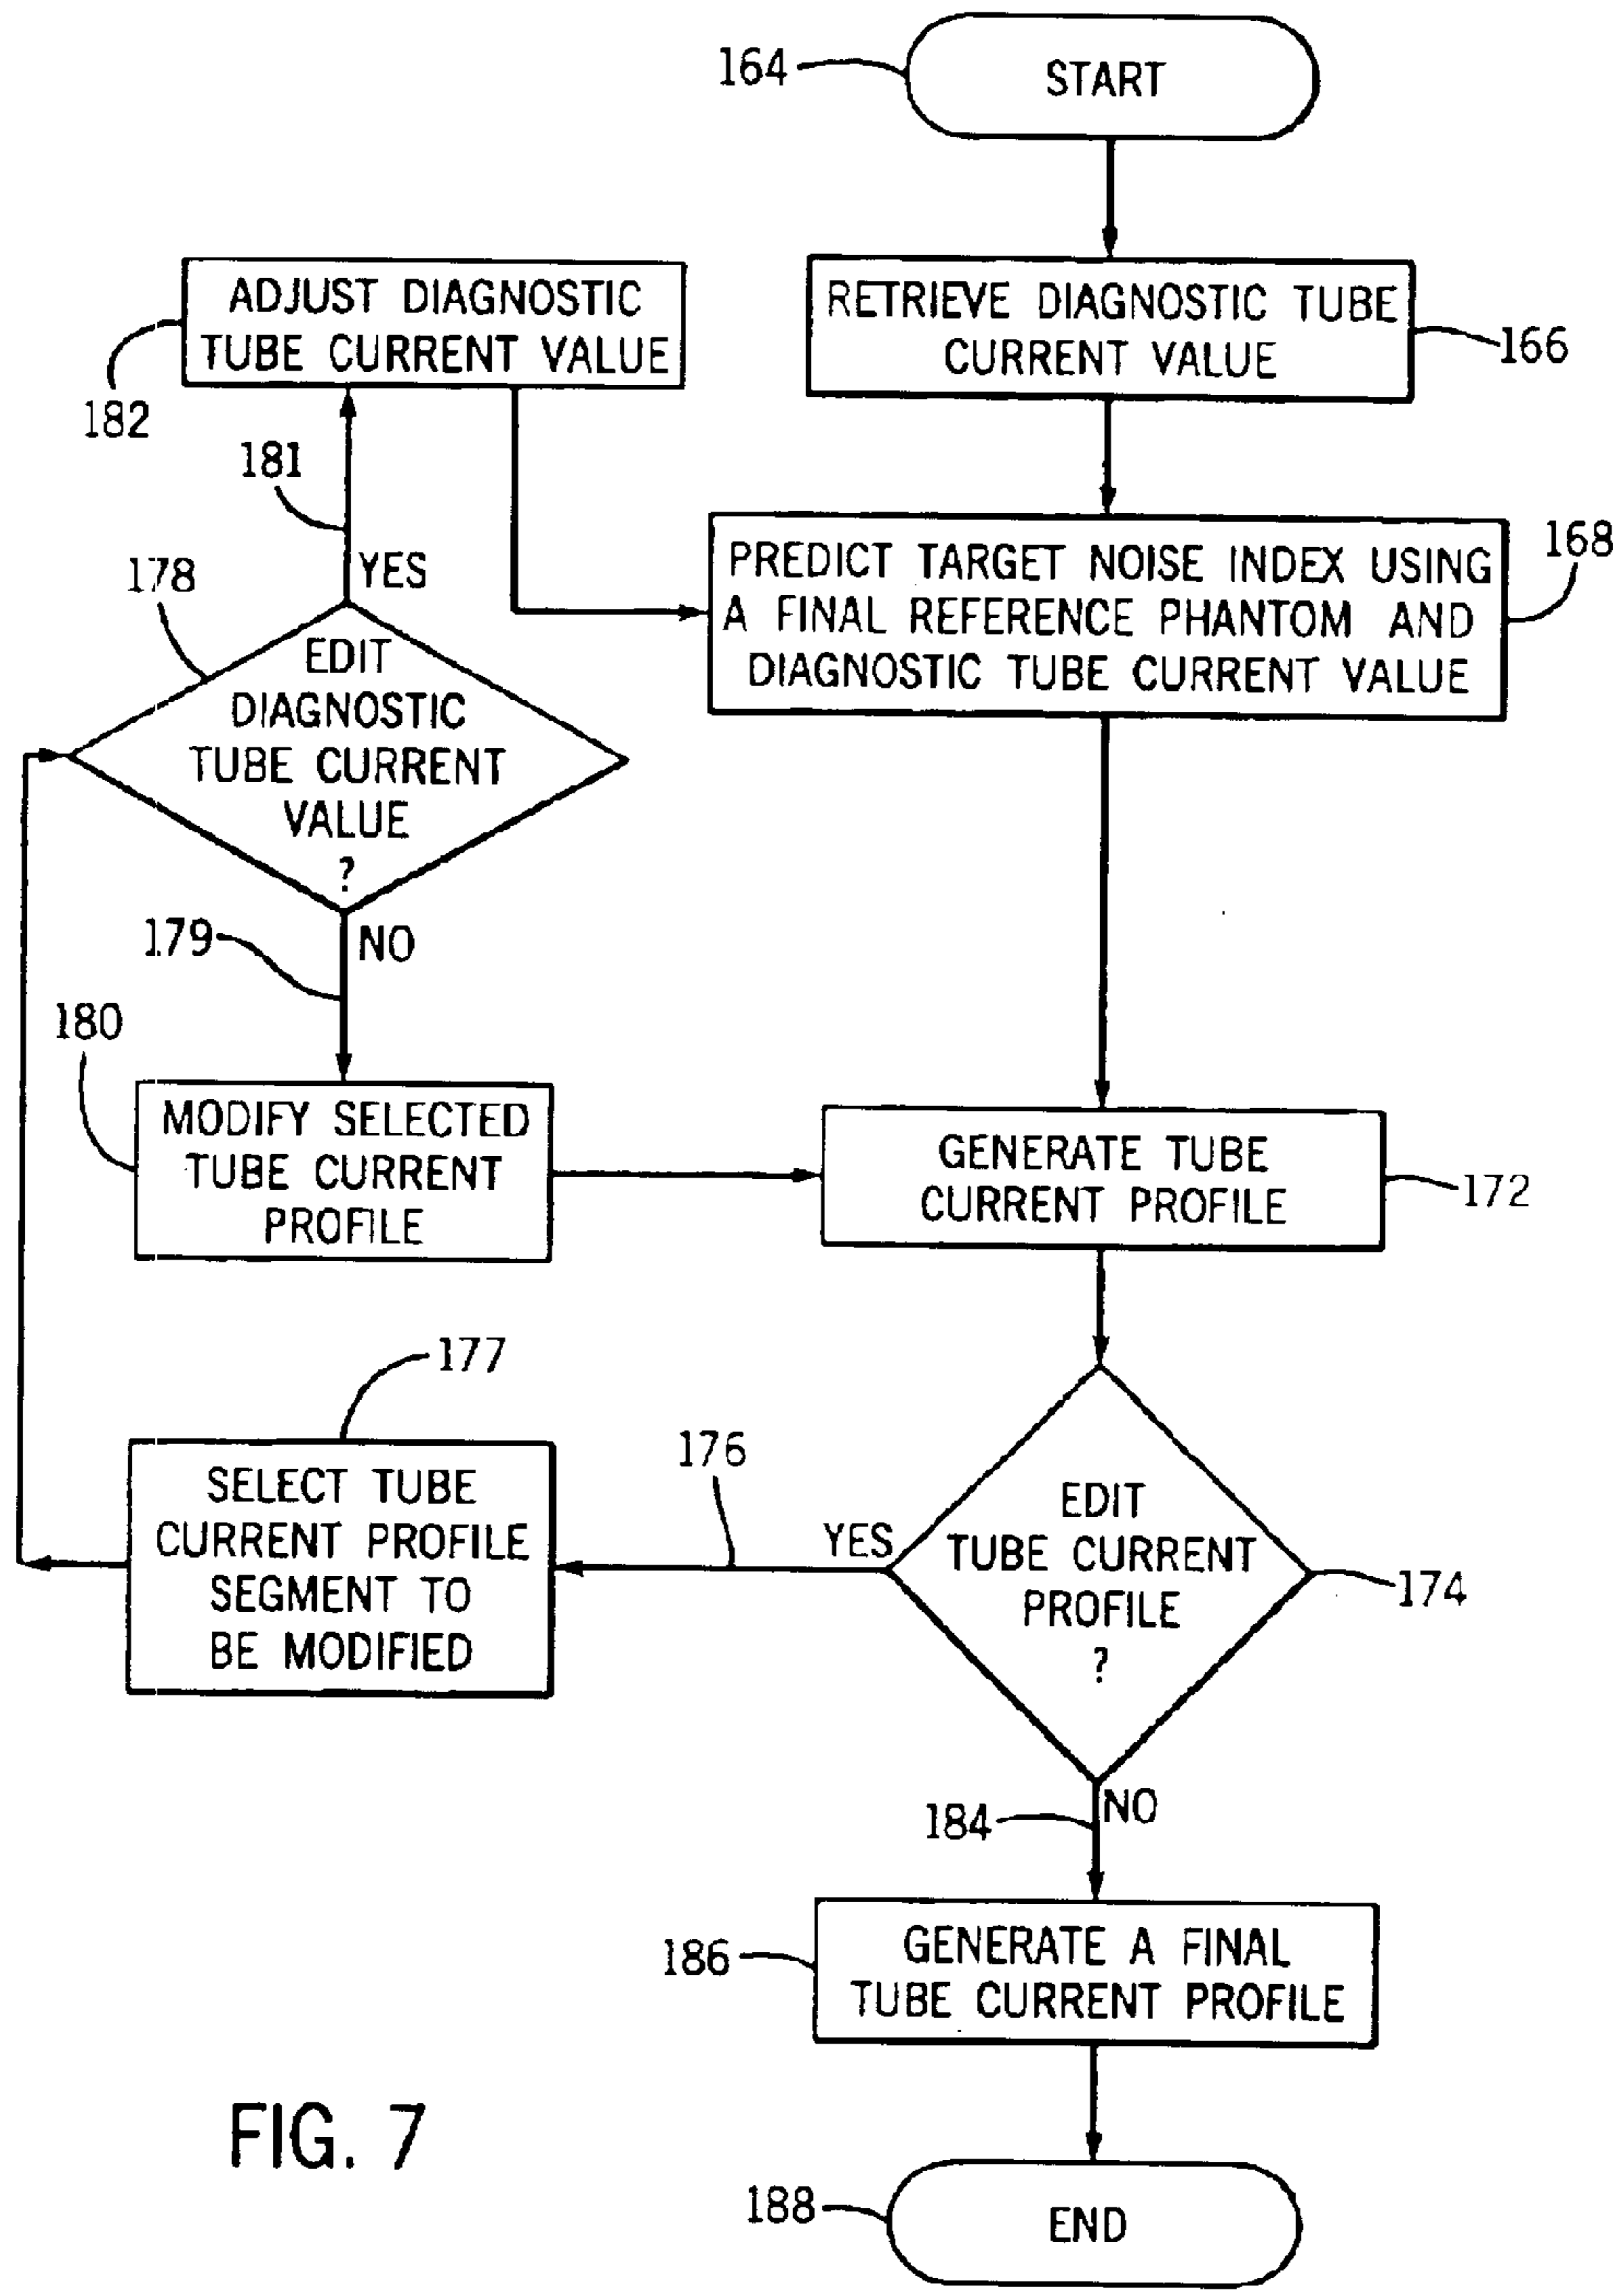 164
START
ADJUST DIAGNOSTIC
TUBE CURRENT VALUE
182
RETRIEVE DIAGNOSTIC TUBE
CURRENT VALUE
166
181
YES
PREDICT TARGET NOISE INDEX USING
A FINAL REFERENCE PHANTOM AND
DIAGNOSTIC TUBE CURRENT VALUE
168
178
EDIT
DIAGNOSTIC
TUBE CURRENT
VALUE
?
179
NO
180
MODIFY SELECTED
TUBE CURRENT
PROFILE
GENERATE TUBE
CURRENT PROFILE
172
177
SELECT TUBE
CURRENT PROFILE
SEGMENT TO
BE MODIFIED
176
YES
EDIT
TUBE CURRENT
PROFILE
?
174
184
NO
186
GENERATE A FINAL
TUBE CURRENT PROFILE
188
END
FIG. 7